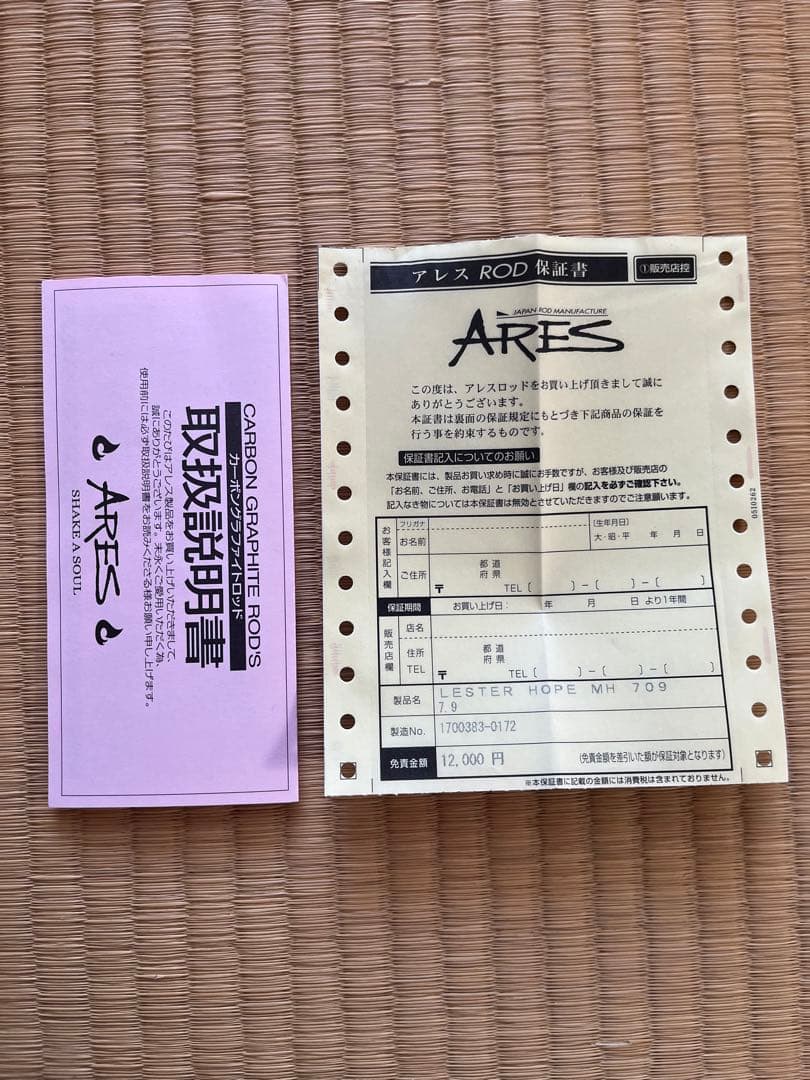 CARBON GRAPHITE ROD'S
カーボングラファイトロッド
取扱説明書
このたびはアレス製品をお買い上げいただきまして、
誠にありがとうございます。末永くご愛用いただく為、
使用前には必ず取扱説明書をお読みくださる様お願い申し上げます。
ARES
SHAKE A SOUL
アレス ROD 保証書
①販売店控
JAPAN ROD MANUFACTURE
ARES
この度は、アレスロッドをお買い上げ頂きまして誠に
ありがとうございます。
本証書は裏面の保証規定にもとづき下記商品の保証を
行う事を約束するものです。
保証書記入についてのお願い
本保証書には、製品お買い求め時に誠にお手数ですが、お客様及び販売店の
「お名前、ご住所、お電話」と「お買い上げ日」欄の記入を必ずご確認下さい。
記入なき物については本保証書は無効とさせていただきますのでご注意願います。
0510262
お客様記入欄
フリガナ
お名前
(生年月日)
大・昭・平 年 月 日
ご住所
都道
府県
〒 TEL ( )-( )-( )
保証期間
お買い上げ日: 年 月 日 より1年間
販売店欄
店名
住所
都道
府県
TEL
〒 TEL ( )-( )-( )
製品名
LESTER HOPE MH 709
7.9
製造No.
1700383-0172
免責金額
12,000 円
(免責金額を差引いた額が保証対象となります)
※本保証書に記載の金額には消費税は含まれておりません。